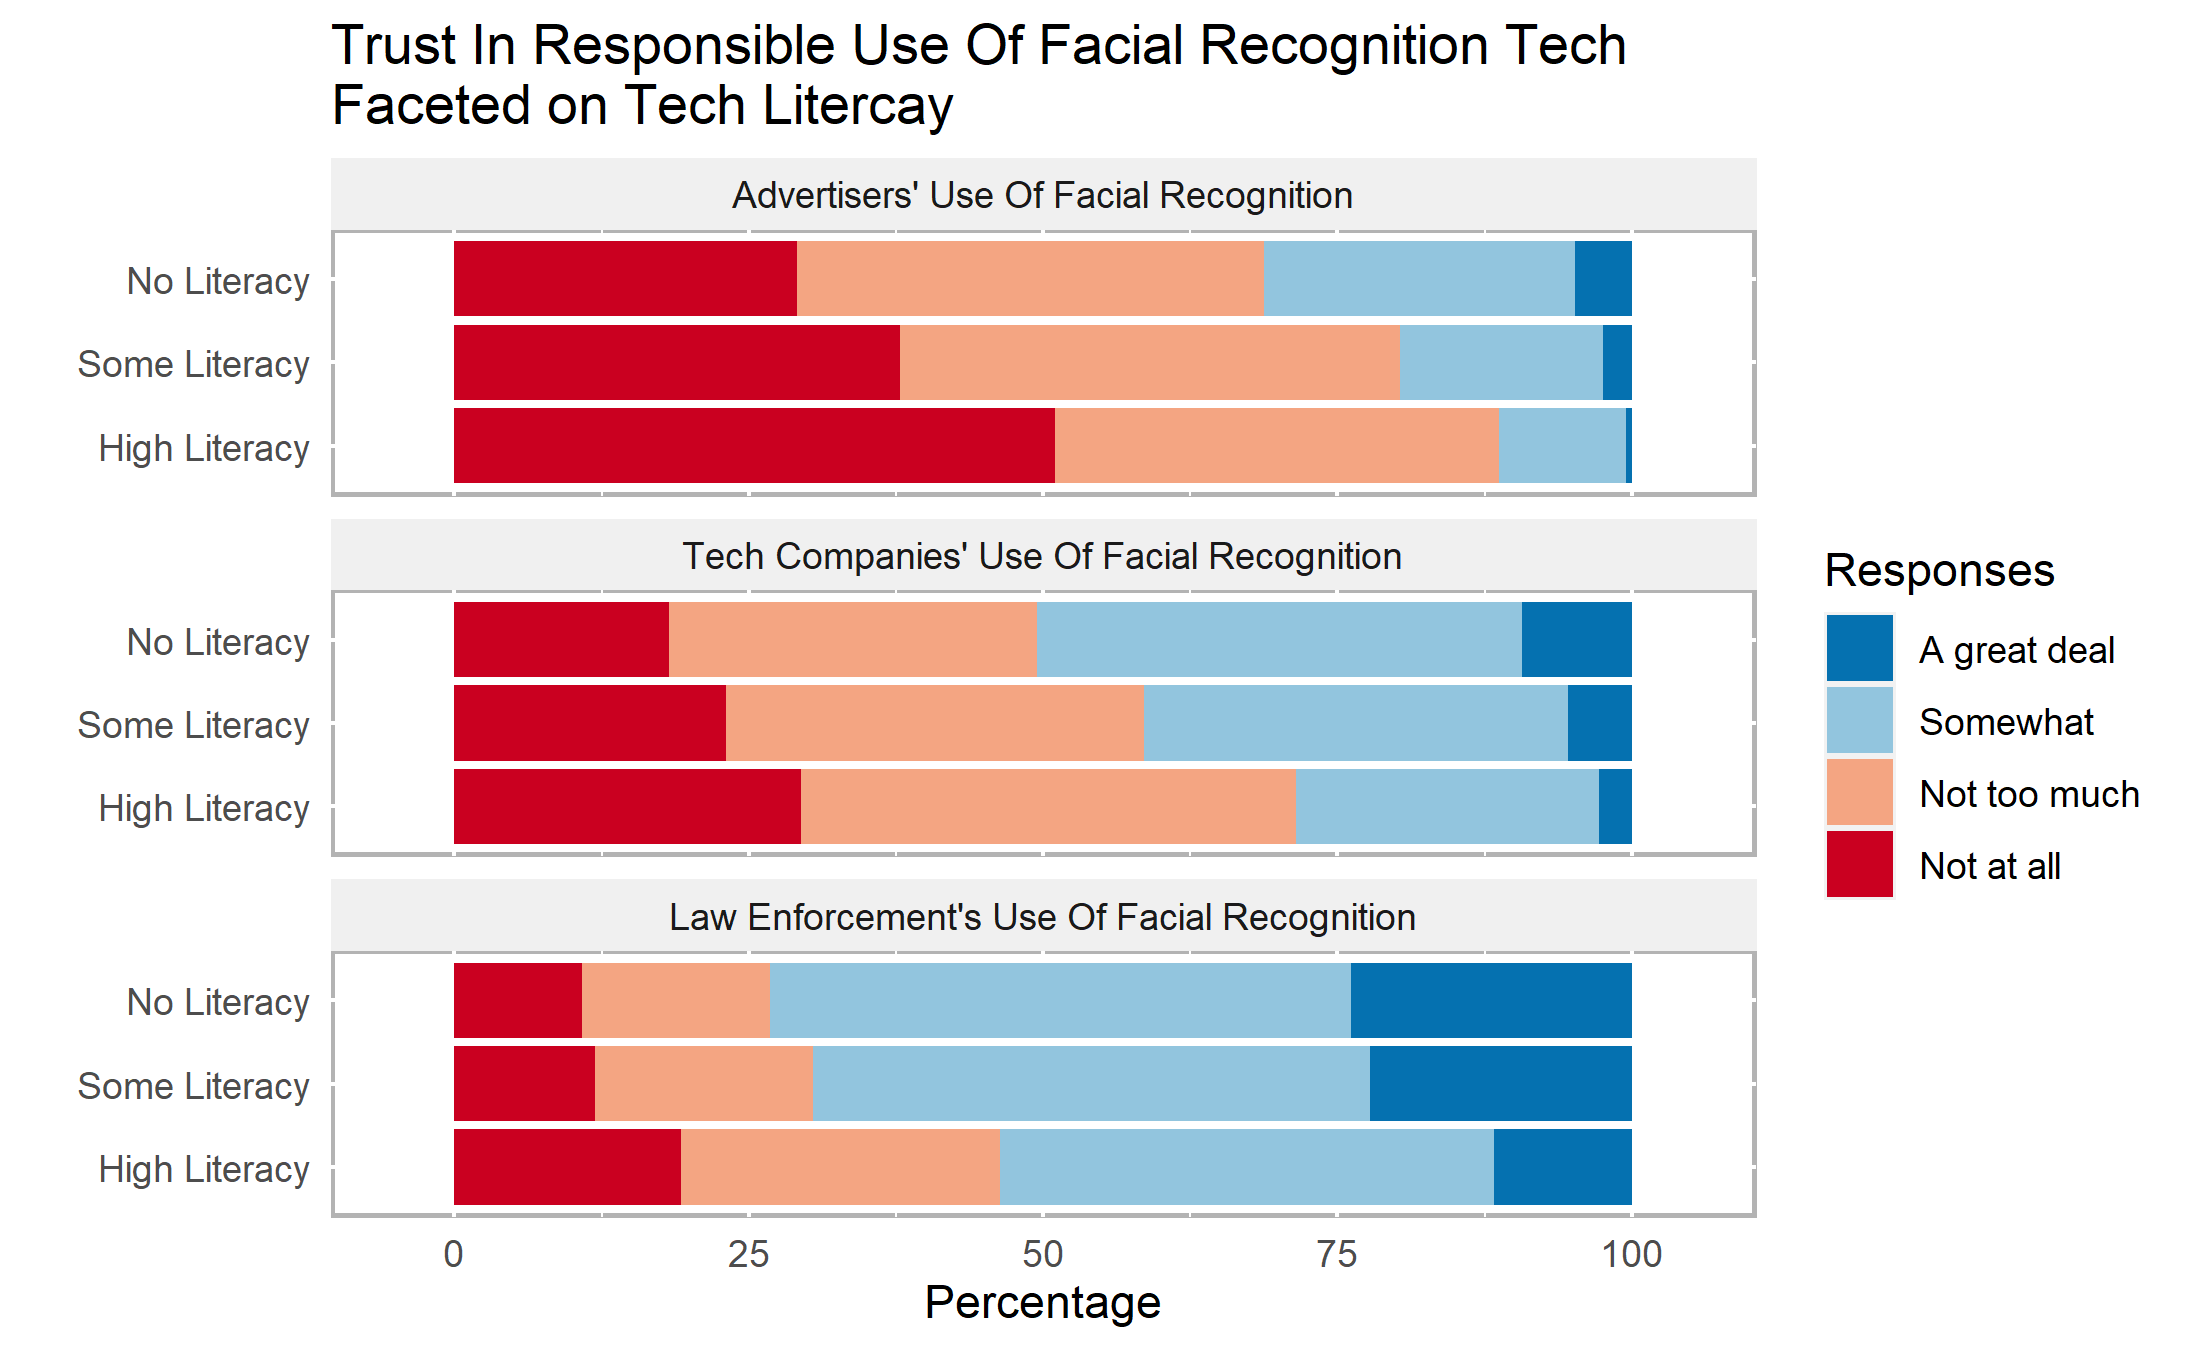 Trust In Responsible Use Of Facial Recognition Tech
Faceted on Tech Litercay
Advertisers' Use Of Facial Recognition
No Literacy
Some Literacy
High Literacy
Tech Companies' Use Of Facial Recognition
No Literacy
Some Literacy
High Literacy
Law Enforcement's Use Of Facial Recognition
No Literacy
Some Literacy
High Literacy
0 25 50 75 100
Percentage
Responses
A great deal
Somewhat
Not too much
Not at all